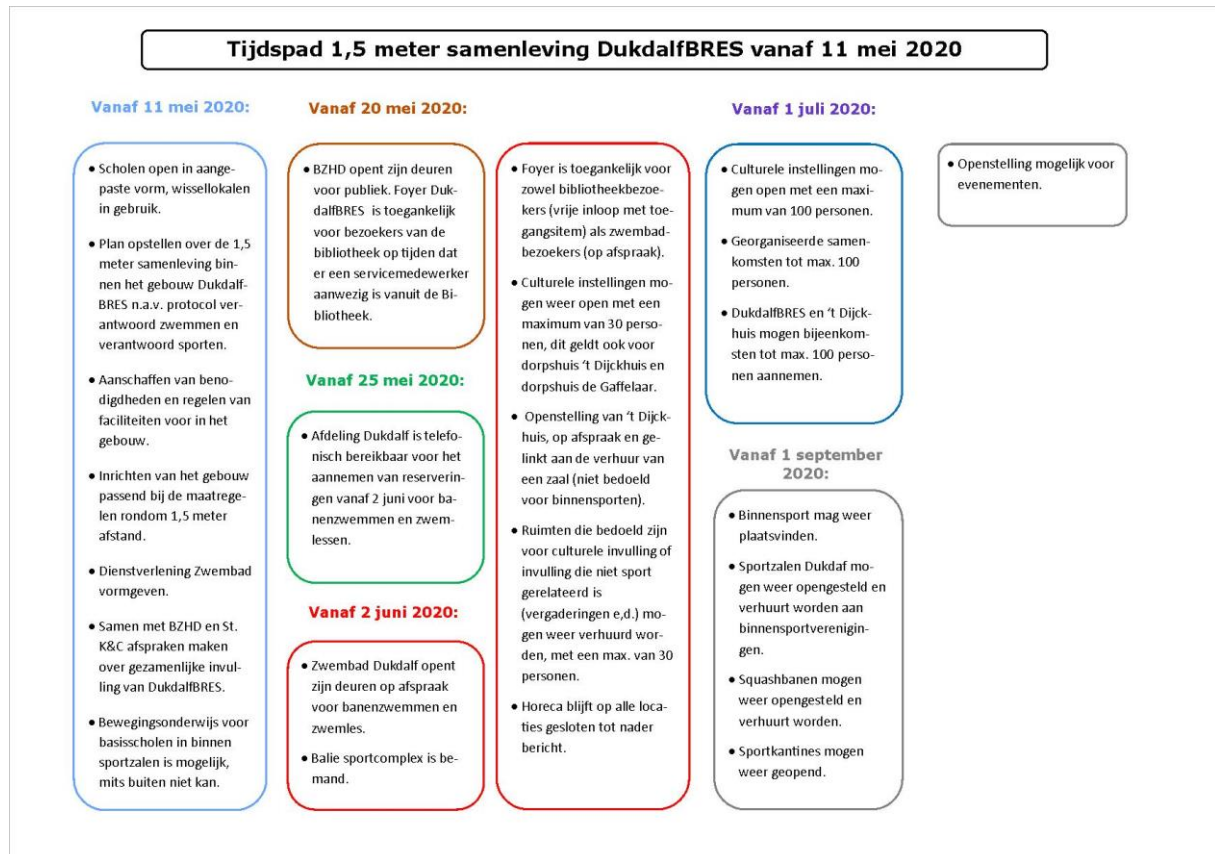 Tijdspad 1,5 meter samenleving DukdalfBRES vanaf 11 mei 2020
Vanaf 11 mei 2020:
• Scholen open in aange-
paste vorm, wissellokalen
in gebruik.
• Plan opstellen over de 1,5
meter samenleving bin-
nen het gebouw Dukdalf-
BRES n.a.v. protocol ver-
antwoord zwemmen en
verantwoord sporten.
• Aanschaffen van beno-
digdheden en regelen van
faciliteiten voor in het
gebouw.
• Inrichten van het gebouw
passend bij de maatrege-
len rondom 1,5 meter
afstand.
• Dienstverlening Zwembad
vormgeven.
• Samen met BZHD en St.
K&C afspraken maken
over gezamenlijke invul-
ling van DukdalfBRES.
• Bewegingsonderwijs voor
basisscholen in binnen
sportzalen is mogelijk,
mits buiten niet kan.
Vanaf 20 mei 2020:
• BZHD opent zijn deuren
voor publiek. Foyer Duk-
dalfBRES is toegankelijk
voor bezoekers van de
bibliotheek op tijden dat
er een servicemedewerker
aanwezig is vanuit de Bi-
bliotheek.
Vanaf 25 mei 2020:
• Afdeling Dukdalf is telefo-
nisch bereikbaar voor het
aannemen van reserverin-
gen vanaf 2 juni voor ba-
nenzwemmen en zwem-
lessen.
Vanaf 2 juni 2020:
• Zwembad Dukdalf opent
zijn deuren op afspraak
voor banenzwemmen en
zwemles.
• Balie sportcomplex is be-
mand.
• Foyer is toegankelijk voor
zowel bibliotheekbezoe-
kers (vrije inloop met toe-
gangsitem) als zwembad-
bezoekers (op afspraak).
• Culturele instellingen mo-
gen weer open met een
maximum van 30 perso-
nen, dit geldt ook voor
dorpshuis ‘t Dijckhuis en
dorpshuis de Gaffelaar.
• Openstelling van ‘t Dijck-
huis, op afspraak en ge-
linkt aan de verhuur van
een zaal (niet bedoeld
voor binnensporten).
• Ruimten die bedoeld zijn
voor culturele invulling of
invulling die niet sport
gerelateerd is
(vergaderingen e,d.) mo-
gen weer verhuurd wor-
den, met een max. van 30
personen.
• Horeca blijft op alle loca-
ties gesloten tot nader
bericht.
Vanaf 1 juli 2020:
• Culturele instellingen mo-
gen open met een maxi-
mum van 100 personen.
• Georganiseerde samen-
komsten tot max. 100
personen.
• DukdalfBRES en ‘t Dijck-
huis mogen bijeenkom-
sten tot max. 100 perso-
nen aannemen.
Vanaf 1 september
2020:
• Binnensport mag weer
plaatsvinden.
• Sportzalen Dukdaf mo-
gen weer opengesteld en
verhuurt worden aan
binnensportverenigin-
gen.
• Squashbanen mogen
weer opengesteld en
verhuurt worden.
• Sportkantines mogen
weer geopend.
• Openstelling mogelijk voor
evenementen.